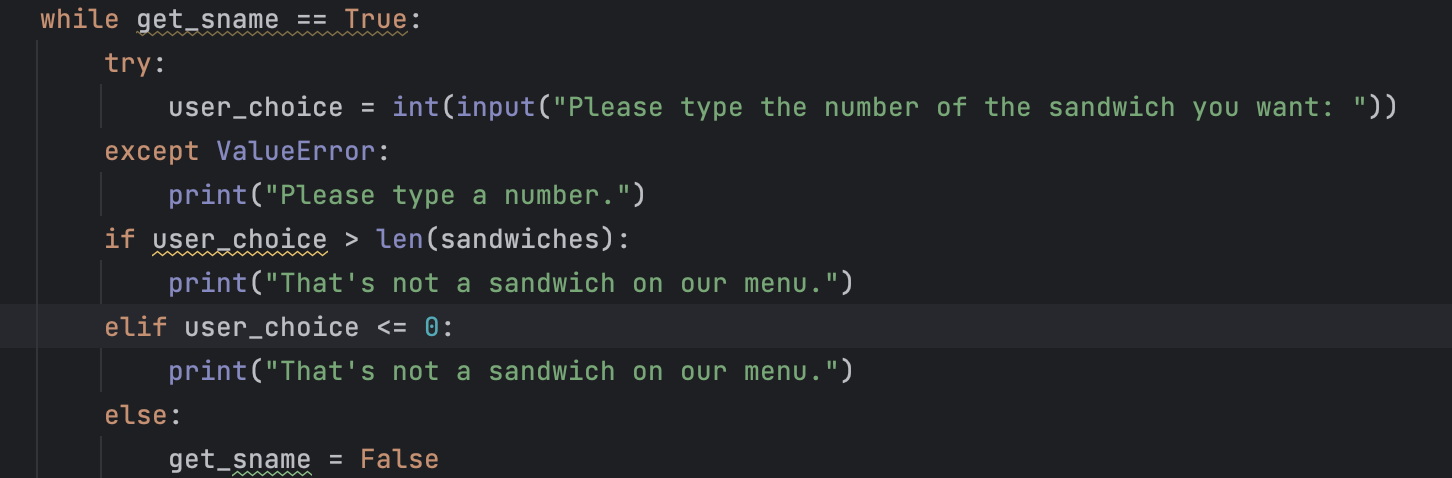 while get_sname == True:
    try:
        user_choice = int(input("Please type the number of the sandwich you want: "))
    except ValueError:
        print("Please type a number.")
    if user_choice > len(sandwiches):
        print("That's not a sandwich on our menu.")
    elif user_choice <= 0:
        print("That's not a sandwich on our menu.")
    else:
        get_sname = False